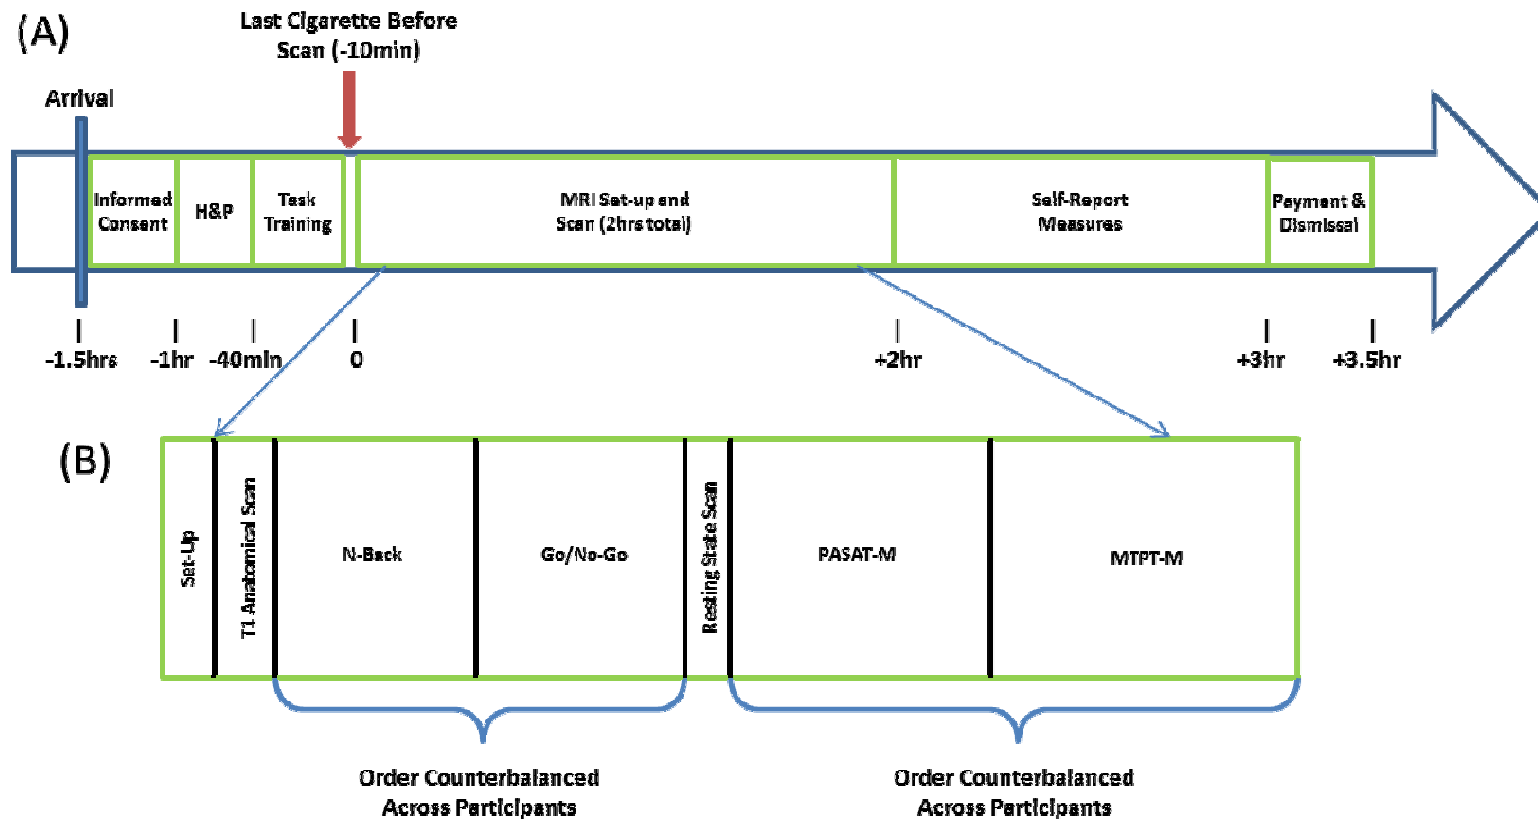 (A)
Last Cigarette Before
Scan (-10min)
Arrival
Informed
Consent
H&P
Task
Training
MRI Set-up and
Scan (2hrs total)
Self-Report
Measures
Payment &
Dismissal
-1.5hrs
-1hr
-40min
0
+2hr
+3hr
+3.5hr
(B)
Set-Up
T1 Anatomical Scan
N-Back
Go/No-Go
Resting State Scan
PASAT-M
MTPT-M
Order Counterbalanced
Across Participants
Order Counterbalanced
Across Participants